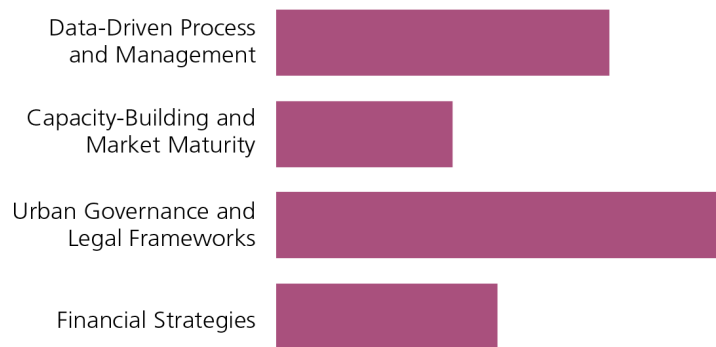 Data-Driven Process
and Management
Capacity-Building and
Market Maturity
Urban Governance and
Legal Frameworks
Financial Strategies